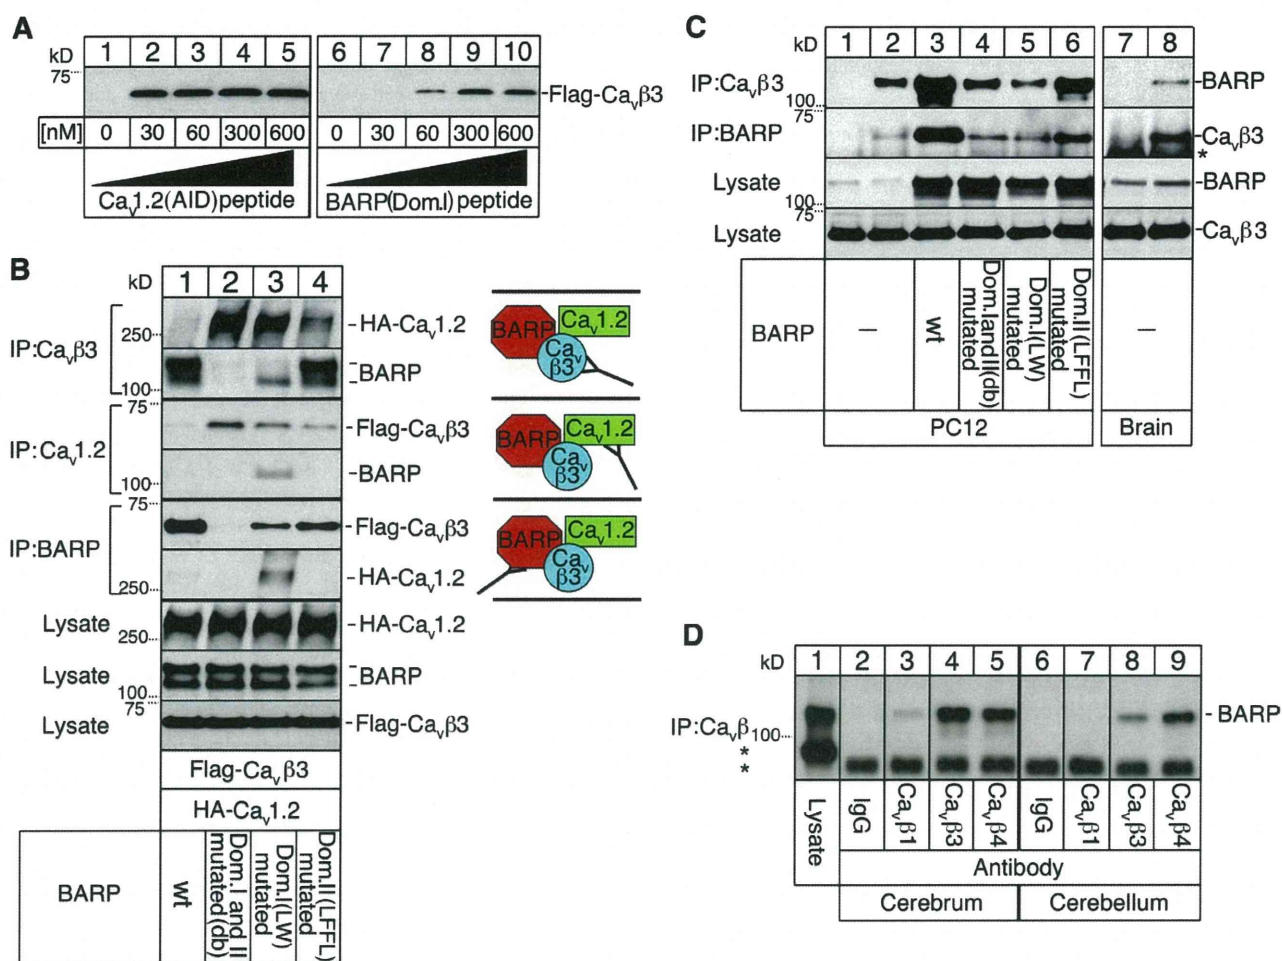 A
kD
1 2 3 4 5 6 7 8 9 10
75
-Flag-Cavβ3
[nM] 0 30 60 300 600 0 30 60 300 600
Cav1.2(AID)peptide
BARP(Dom.I) peptide
B
kD
1 2 3 4
IP:Cavβ3
250
-HA-Cav1.2
100
BARP
IP:Cav1.2
75
-Flag-Cavβ3
100
-BARP
IP:BARP
75
-Flag-Cavβ3
250
-HA-Cav1.2
Lysate
250
-HA-Cav1.2
Lysate
100
BARP
Lysate
75
-Flag-Cavβ3
Flag-Cavβ3
HA-Cav1.2
BARP
wt
Dom.I and II
mutated(db)
Dom.I(LW)
mutated
Dom.II(LFFL)
mutated
BARP
Cav1.2
Cav
β3
BARP
Cav1.2
Cav
β3
BARP
Cav1.2
Cav
β3
C
kD
1 2 3 4 5 6 7 8
IP:Cavβ3
100
-BARP
IP:BARP
75
Cavβ3
*
Lysate
100
-BARP
Lysate
75
-Cavβ3
BARP
–
wt
Dom.IandII(db)
mutated
Dom.I(LW)
mutated
Dom.II(LFFL)
mutated
–
PC12
Brain
D
kD
1 2 3 4 5 6 7 8 9
IP:Cavβ
100
- BARP
*
*
Lysate
IgG
Cavβ1
Cavβ3
Cavβ4
IgG
Cavβ1
Cavβ3
Cavβ4
Antibody
Cerebrum
Cerebellum